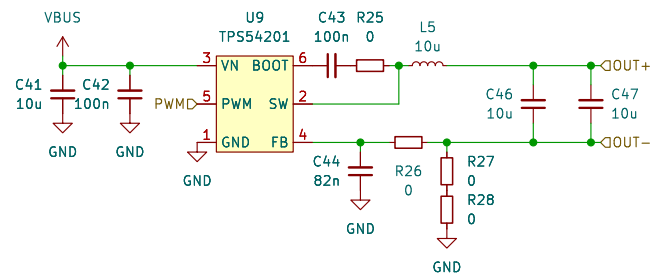 VBUS
U9
TPS54201
C43
100n
R25
0
L5
10u
3
VN
BOOT
6
OUT+
C41
10u
C42
100n
PWM
5
PWM
SW
2
C46
10u
C47
10u
1
GND
FB
4
OUT-
GND
GND
GND
C44
82n
R26
0
R27
0
R28
0
GND
GND